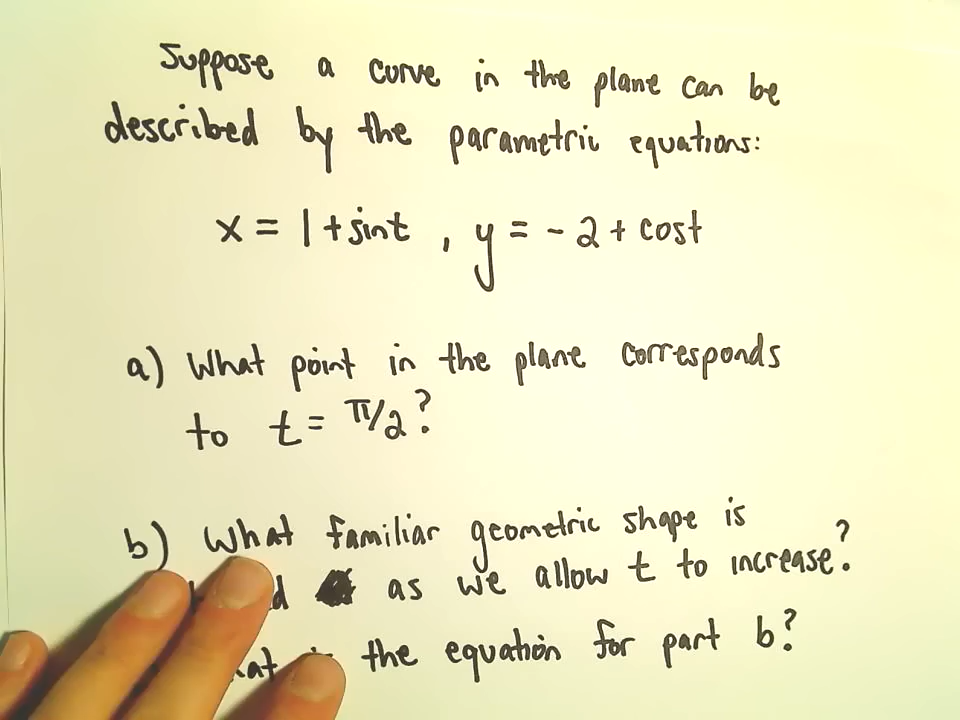 Suppose a curve in the plane can be
described by the parametric equations:
x = 1 + sint , y = -2 + cost
a) What point in the plane corresponds
to t = π/2?
b) What familiar geometric shape is
as we allow t to increase?
the equation for part b?